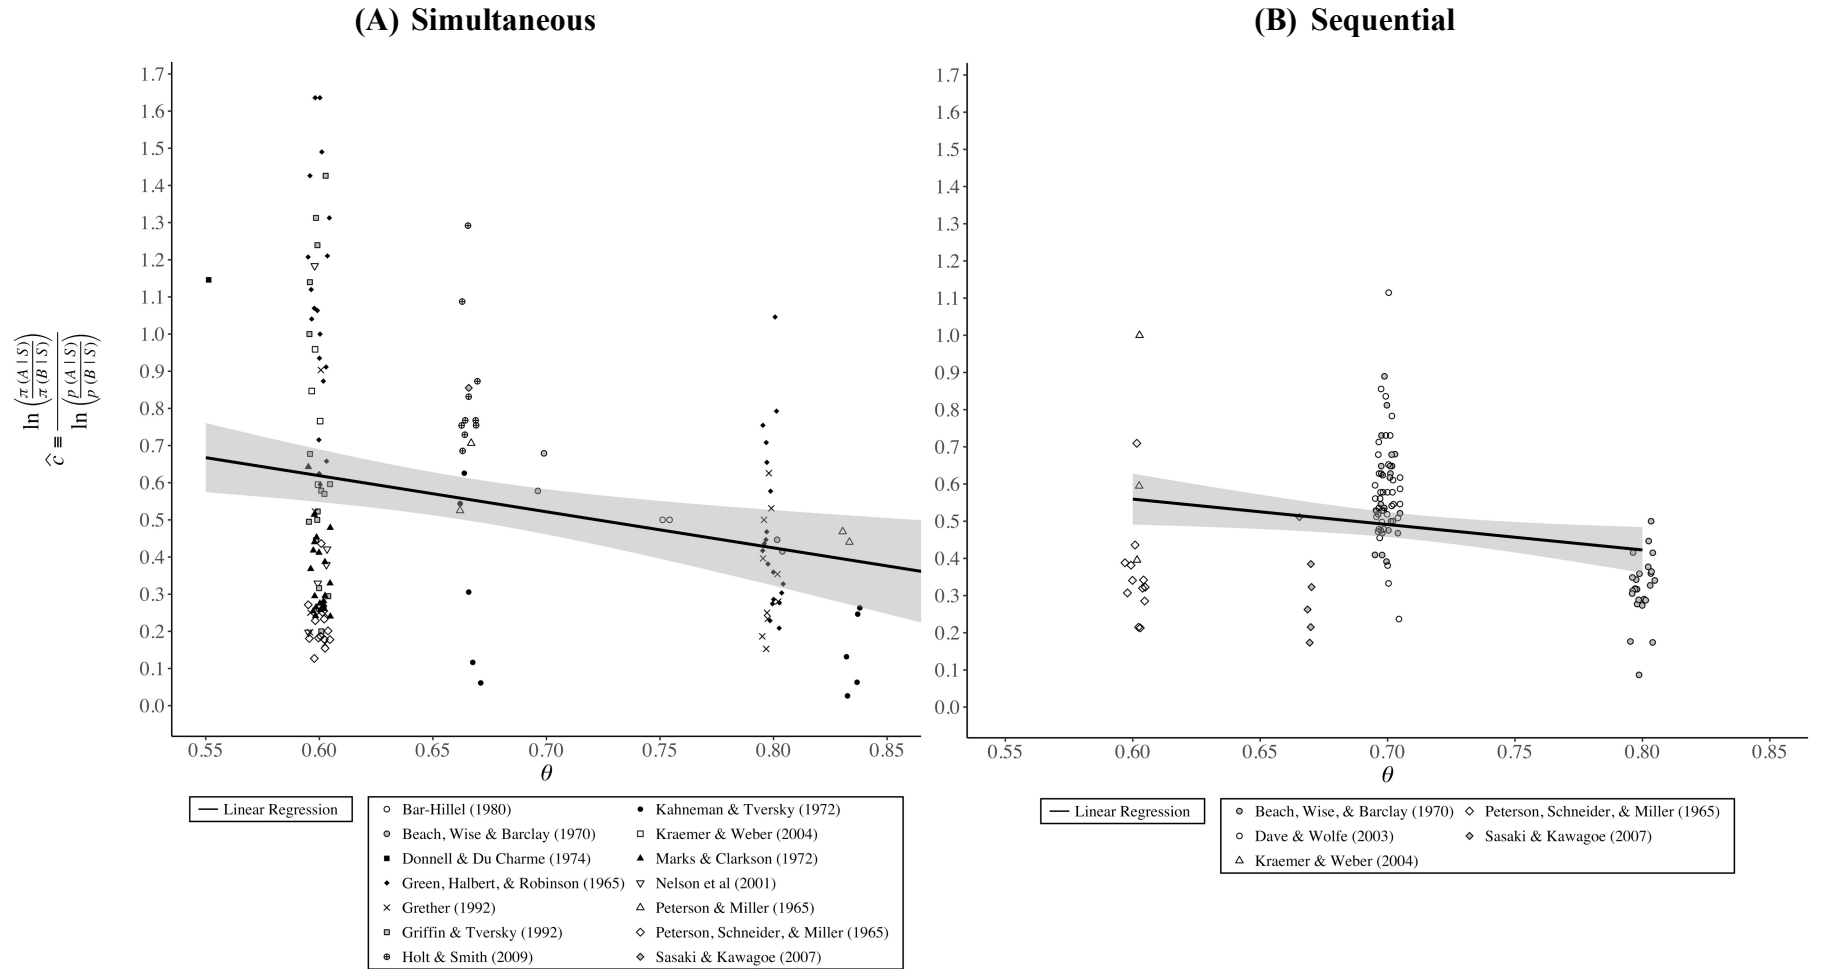 (A) Simultaneous
(B) Sequential
ĉ ≡ ln (π (A | S) / π (B | S)) / ln (p (A | S) / p (B | S))
1.7
1.6
1.5
1.4
1.3
1.2
1.1
1.0
0.9
0.8
0.7
0.6
0.5
0.4
0.3
0.2
0.1
0.0
0.55 0.60 0.65 0.70 0.75 0.80 0.85
θ
Linear Regression
Bar-Hillel (1980)
Beach, Wise & Barclay (1970)
Donnell & Du Charme (1974)
Green, Halbert, & Robinson (1965)
Grether (1992)
Griffin & Tversky (1992)
Holt & Smith (2009)
Kahneman & Tversky (1972)
Kraemer & Weber (2004)
Marks & Clarkson (1972)
Nelson et al (2001)
Peterson & Miller (1965)
Peterson, Schneider, & Miller (1965)
Sasaki & Kawagoe (2007)
1.7
1.6
1.5
1.4
1.3
1.2
1.1
1.0
0.9
0.8
0.7
0.6
0.5
0.4
0.3
0.2
0.1
0.0
0.55 0.60 0.65 0.70 0.75 0.80 0.85
θ
Linear Regression
Beach, Wise, & Barclay (1970)
Dave & Wolfe (2003)
Kraemer & Weber (2004)
Peterson, Schneider, & Miller (1965)
Sasaki & Kawagoe (2007)